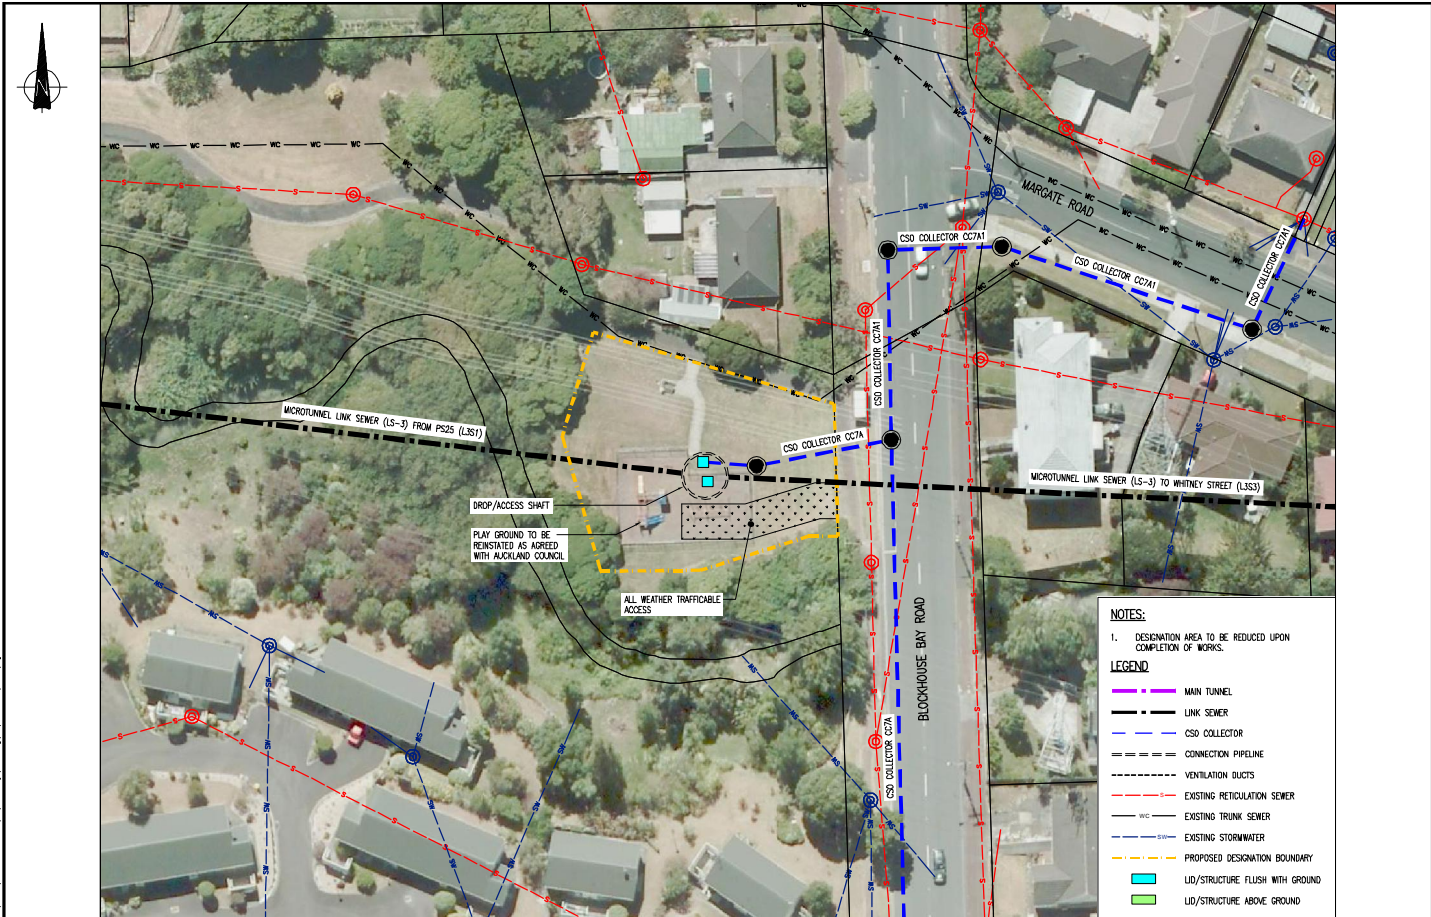 N
MARGATE ROAD
CSO COLLECTOR CC7A1
CSO COLLECTOR CC7A1
CSO COLLECTOR CC7A1
CSO COLLECTOR CC7A1
MICROTUNNEL LINK SEWER (LS-3) FROM PS25 (L3S1)
CSO COLLECTOR CC7A
MICROTUNNEL LINK SEWER (LS-3) TO WHITNEY STREET (L3S3)
DROP/ACCESS SHAFT
PLAY GROUND TO BE
REINSTATED AS AGREED
WITH AUCKLAND COUNCIL
ALL WEATHER TRAFFICABLE
ACCESS
BLOCKHOUSE BAY ROAD
CSO COLLECTOR CC7A
NOTES:
1. DESIGNATION AREA TO BE REDUCED UPON
COMPLETION OF WORKS.
LEGEND
MAIN TUNNEL
LINK SEWER
CSO COLLECTOR
CONNECTION PIPELINE
VENTILATION DUCTS
S EXISTING RETICULATION SEWER
WC EXISTING TRUNK SEWER
SW EXISTING STORMWATER
PROPOSED DESIGNATION BOUNDARY
LID/STRUCTURE FLUSH WITH GROUND
LID/STRUCTURE ABOVE GROUND